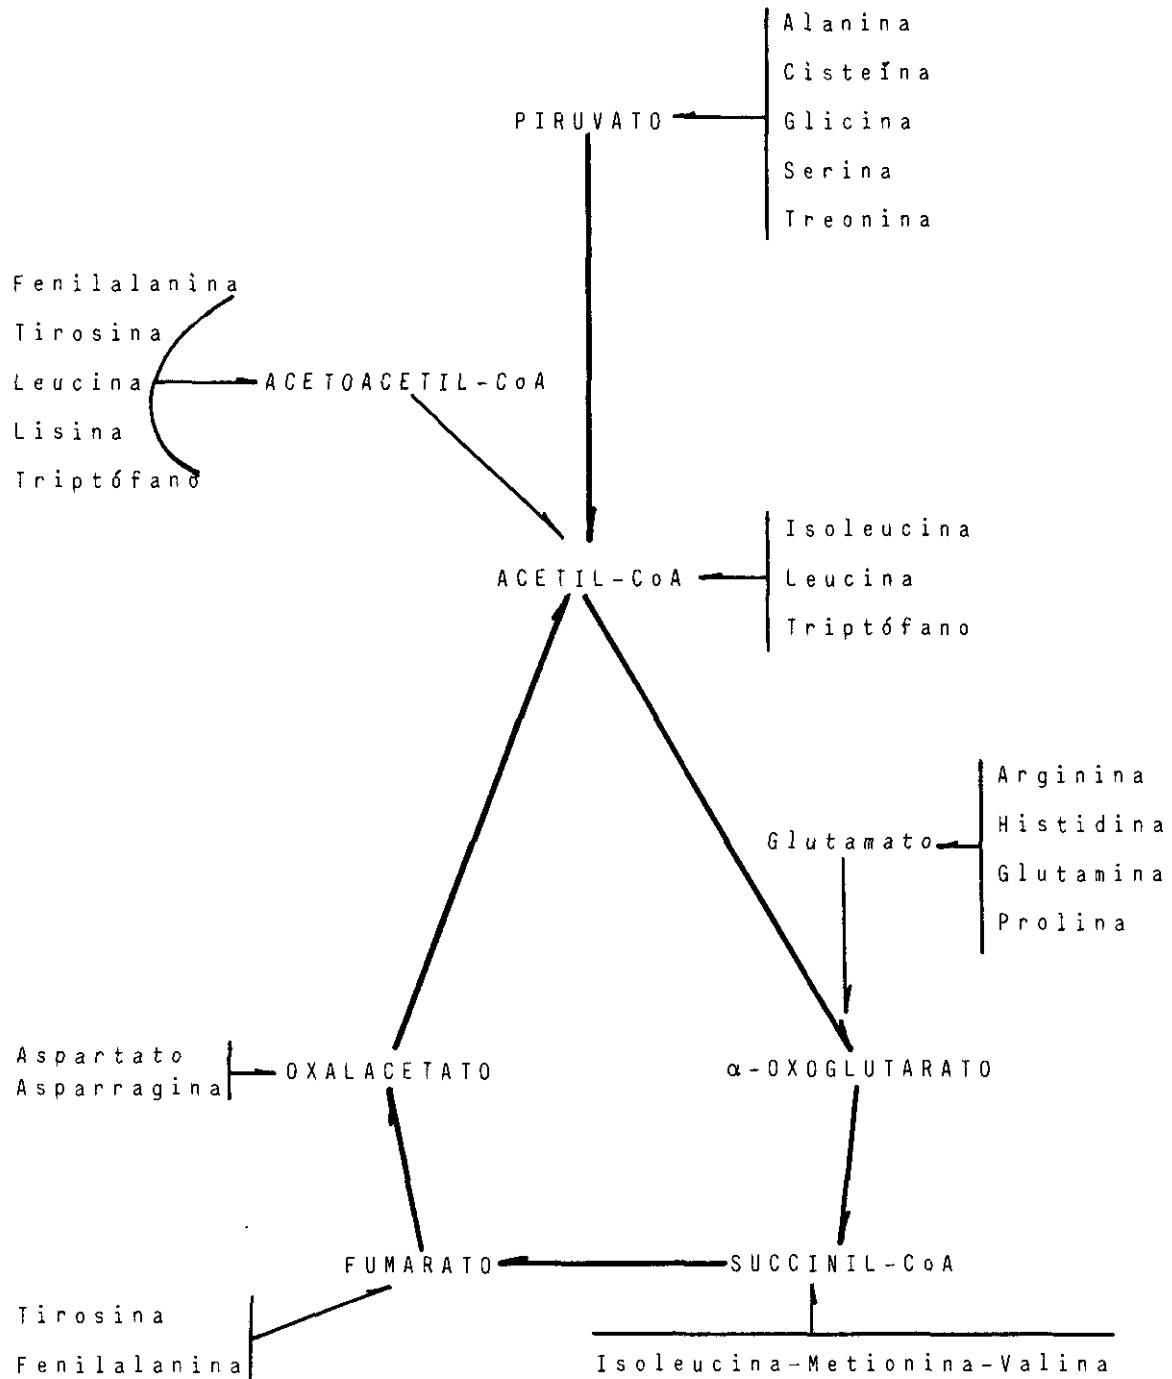 Alanina
Cisteína
PIRUVATO
Glicina
Serina
Treonina
Fenilalanina
Tirosina
Leucina
ACETOACETIL-CoA
Lisina
Triptófano
Isoleucina
ACETIL-CoA
Leucina
Triptófano
Arginina
Glutamato
Histidina
Glutamina
Prolina
Aspartato
Asparragina
OXALACETATO
α-OXOGLUTARATO
FUMARATO
SUCCINIL-CoA
Tirosina
Fenilalanina
Isoleucina-Metionina-Valina